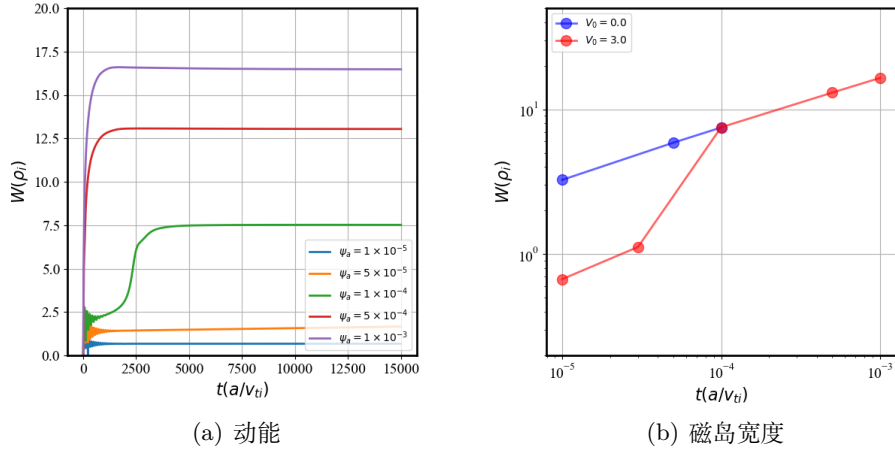 20.0
17.5
15.0
12.5
10.0
7.5
5.0
2.5
0.0
W(ρᵢ)
ψₐ = 1 × 10⁻⁵
ψₐ = 5 × 10⁻⁵
ψₐ = 1 × 10⁻⁴
ψₐ = 5 × 10⁻⁴
ψₐ = 1 × 10⁻³
0 2500 5000 7500 10000 12500 15000
t(a/vₜᵢ)
(a) 动能
V₀ = 0.0
V₀ = 3.0
10¹
10⁰
W(ρᵢ)
10⁻⁵ 10⁻⁴ 10⁻³
t(a/vₜᵢ)
(b) 磁岛宽度